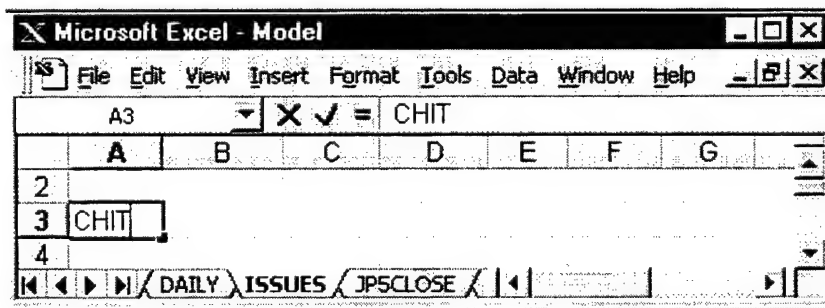 Microsoft Excel - Model
File Edit View Insert Format Tools Data Window Help
A3 = CHIT
A B C D E F G
2
3 CHIT
4
DAILY ISSUES JPSCLOSE